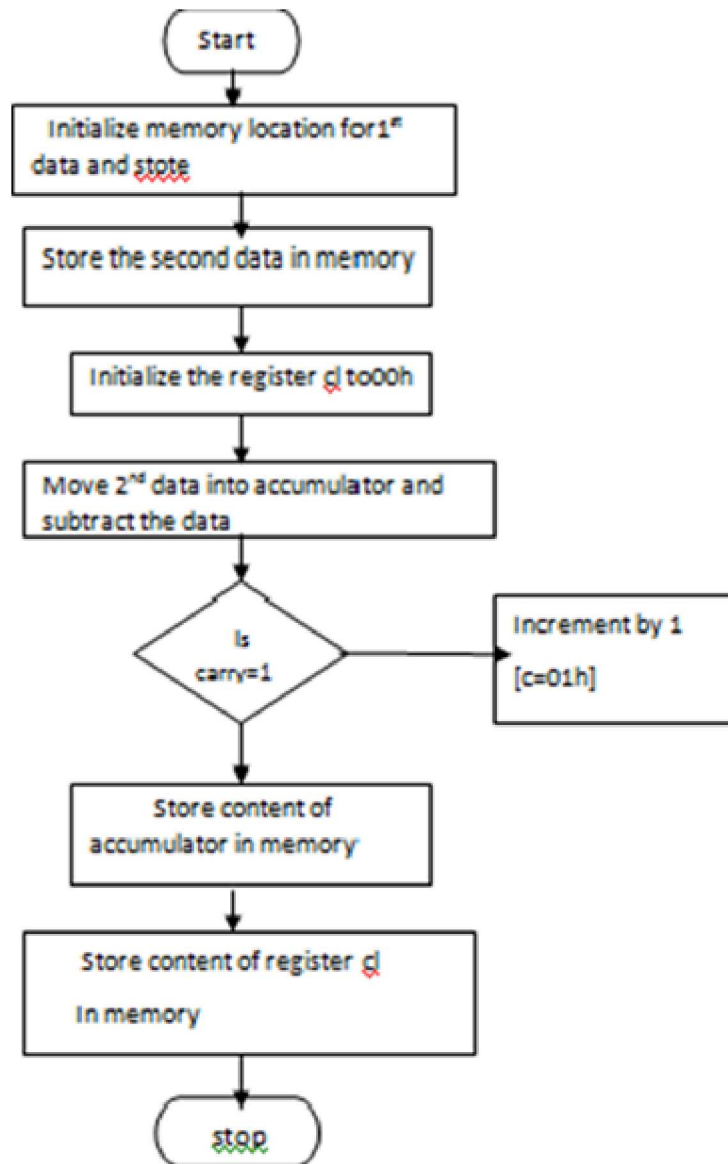 Start
Initialize memory location for1st
data and stote
Store the second data in memory
Initialize the register cl to00h
Move 2nd data into accumulator and
subtract the data
Is
carry=1
Increment by 1
[c=01h]
Store content of
accumulator in memory
Store content of register cl
In memory
stop